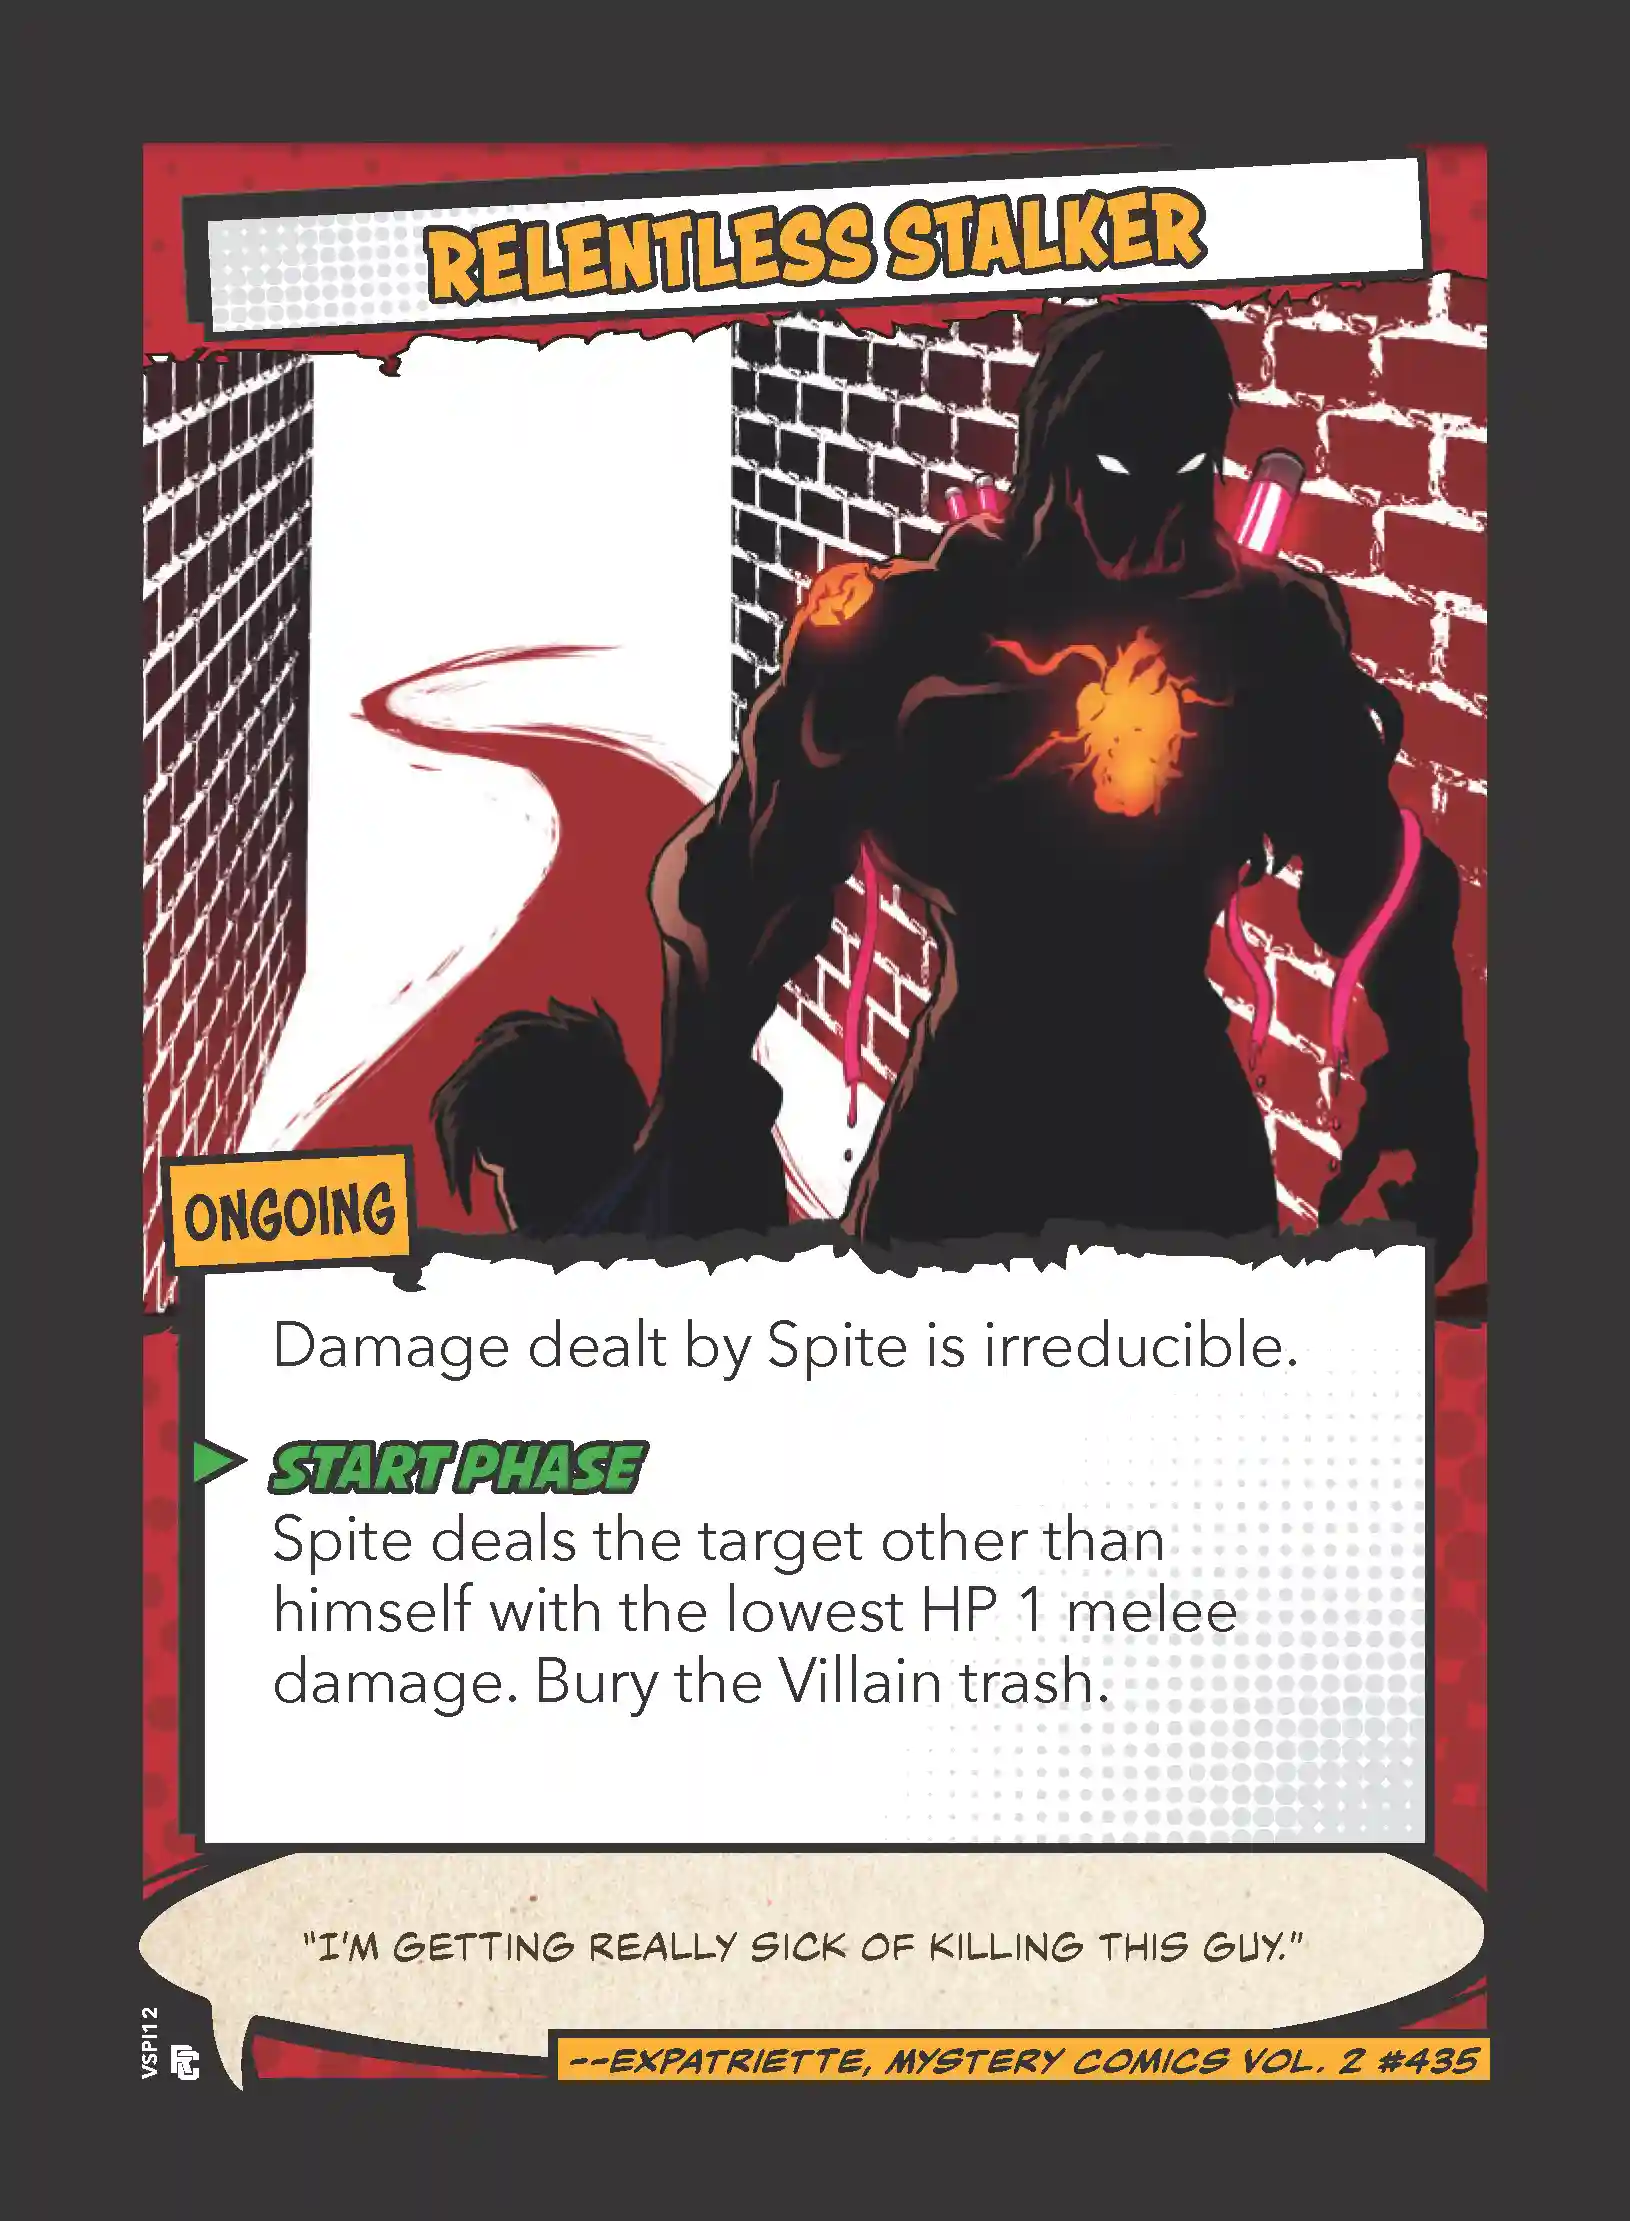 RELENTLESS STALKER
ONGOING
Damage dealt by Spite is irreducible.
START PHASE
Spite deals the target other than
himself with the lowest HP 1 melee
damage. Bury the Villain trash.
"I'M GETTING REALLY SICK OF KILLING THIS GUY."
--EXPATRIETTE, MYSTERY COMICS VOL. 2 #435
VSPI12